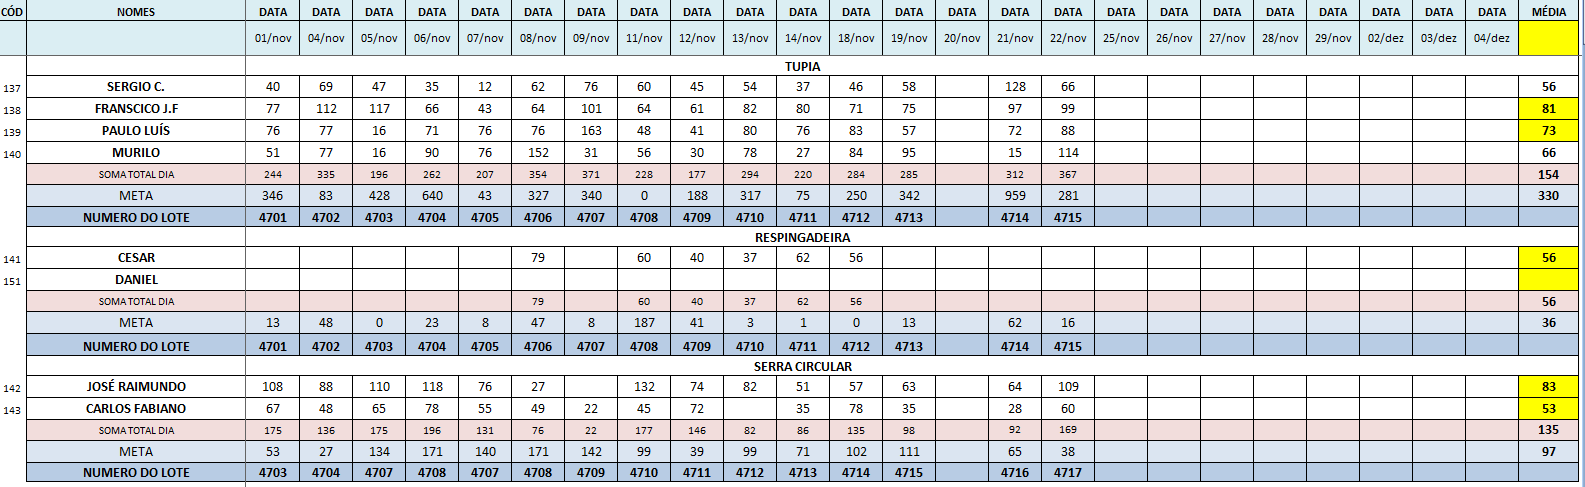 CÓD NOMES DATA DATA DATA DATA DATA DATA DATA DATA DATA DATA DATA DATA DATA DATA DATA DATA DATA DATA DATA DATA DATA DATA DATA DATA MÉDIA
01/nov 04/nov 05/nov 06/nov 07/nov 08/nov 09/nov 11/nov 12/nov 13/nov 14/nov 18/nov 19/nov 20/nov 21/nov 22/nov 25/nov 26/nov 27/nov 28/nov 29/nov 02/dez 03/dez 04/dez
TUPIA
137 SERGIO C. 40 69 47 35 12 62 76 60 45 54 37 46 58 128 66 56
138 FRANSCICO J.F 77 112 117 66 43 64 101 64 61 82 80 71 75 97 99 81
139 PAULO LUÍS 76 77 16 71 76 76 163 48 41 80 76 83 57 72 88 73
140 MURILO 51 77 16 90 76 152 31 56 30 78 27 84 95 15 114 66
SOMA TOTAL DIA 244 335 196 262 207 354 371 228 177 294 220 284 285 312 367 154
META 346 83 428 640 43 327 340 0 188 317 75 250 342 959 281 330
NUMERO DO LOTE 4701 4702 4703 4704 4705 4706 4707 4708 4709 4710 4711 4712 4713 4714 4715
RESPINGADEIRA
141 CESAR 79 60 40 37 62 56 56
151 DANIEL
SOMA TOTAL DIA 79 60 40 37 62 56 56
META 13 48 0 23 8 47 8 187 41 3 1 0 13 62 16 36
NUMERO DO LOTE 4701 4702 4703 4704 4705 4706 4707 4708 4709 4710 4711 4712 4713 4714 4715
SERRA CIRCULAR
142 JOSÉ RAIMUNDO 108 88 110 118 76 27 132 74 82 51 57 63 64 109 83
143 CARLOS FABIANO 67 48 65 78 55 49 22 45 72 35 78 35 28 60 53
SOMA TOTAL DIA 175 136 175 196 131 76 22 177 146 82 86 135 98 92 169 135
META 53 27 134 171 140 171 142 99 39 99 71 102 111 65 38 97
NUMERO DO LOTE 4703 4704 4707 4708 4707 4708 4709 4710 4711 4712 4713 4714 4715 4716 4717